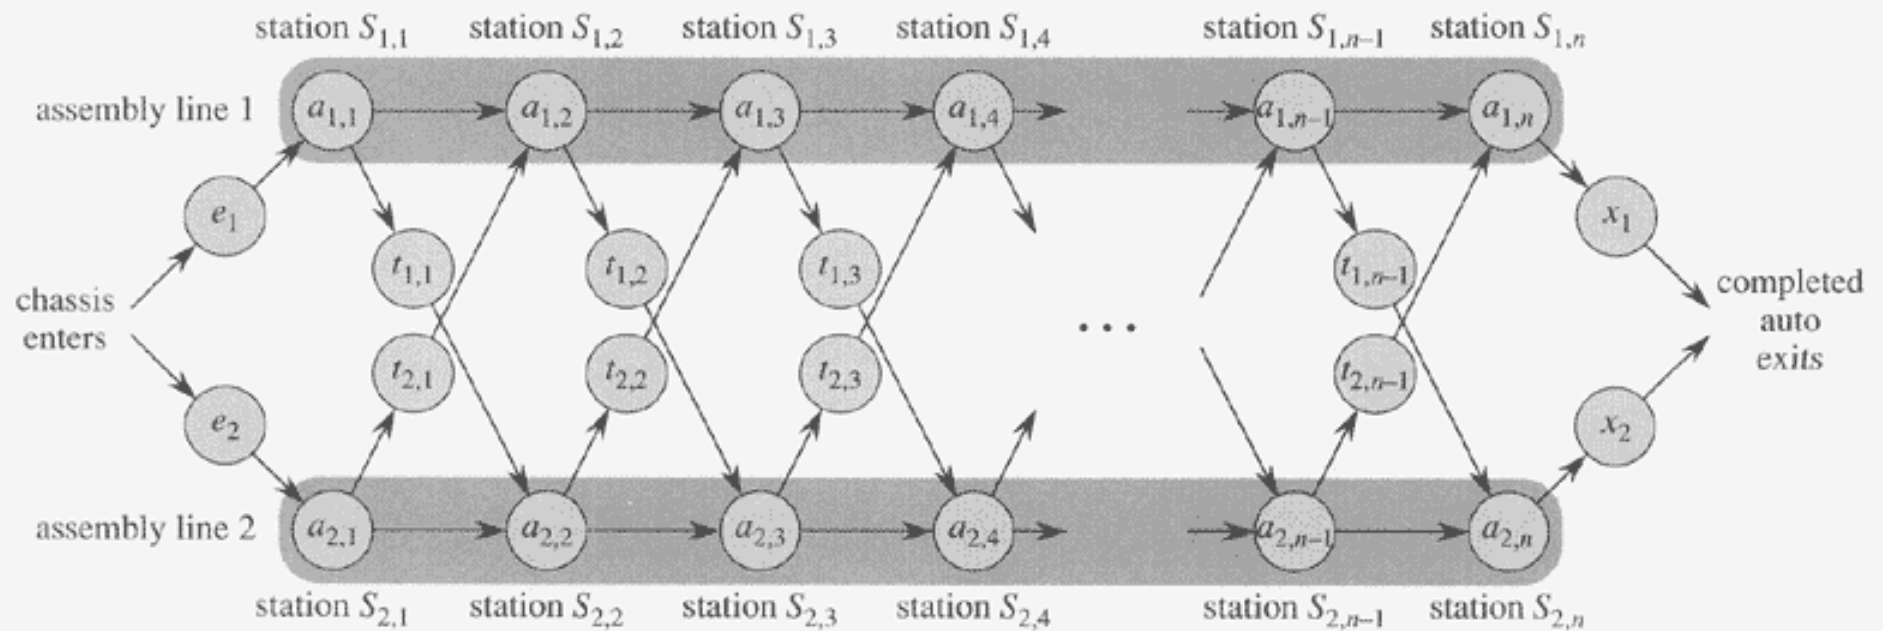 station S1,1 station S1,2 station S1,3 station S1,4 station S1,n–1 station S1,n
assembly line 1 a1,1 a1,2 a1,3 a1,4 a1,n–1 a1,n
e1 x1
t1,1 t1,2 t1,3 t1,n–1
chassis
enters
completed
auto
exits
...
t2,1 t2,2 t2,3 t2,n–1
e2 x2
assembly line 2 a2,1 a2,2 a2,3 a2,4 a2,n–1 a2,n
station S2,1 station S2,2 station S2,3 station S2,4 station S2,n–1 station S2,n